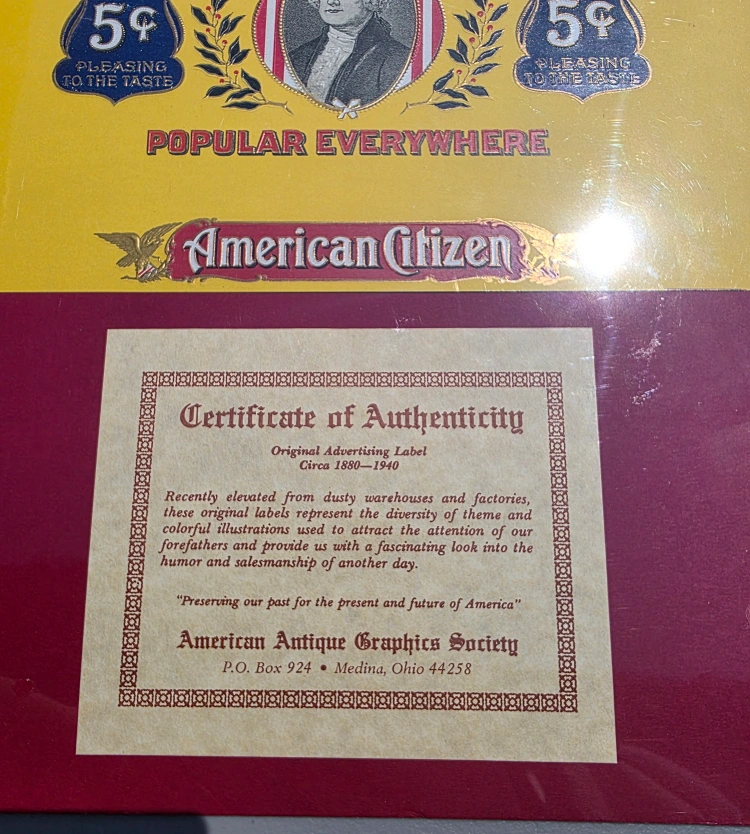 5¢
PLEASING
TO THE TASTE
5¢
PLEASING
TO THE TASTE
POPULAR EVERYWHERE
American Citizen
Certificate of Authenticity
Original Advertising Label
Circa 1880—1940
Recently elevated from dusty warehouses and factories,
these original labels represent the diversity of theme and
colorful illustrations used to attract the attention of our
forefathers and provide us with a fascinating look into the
humor and salesmanship of another day.
"Preserving our past for the present and future of America"
American Antique Graphics Society
P.O. Box 924 • Medina, Ohio 44258